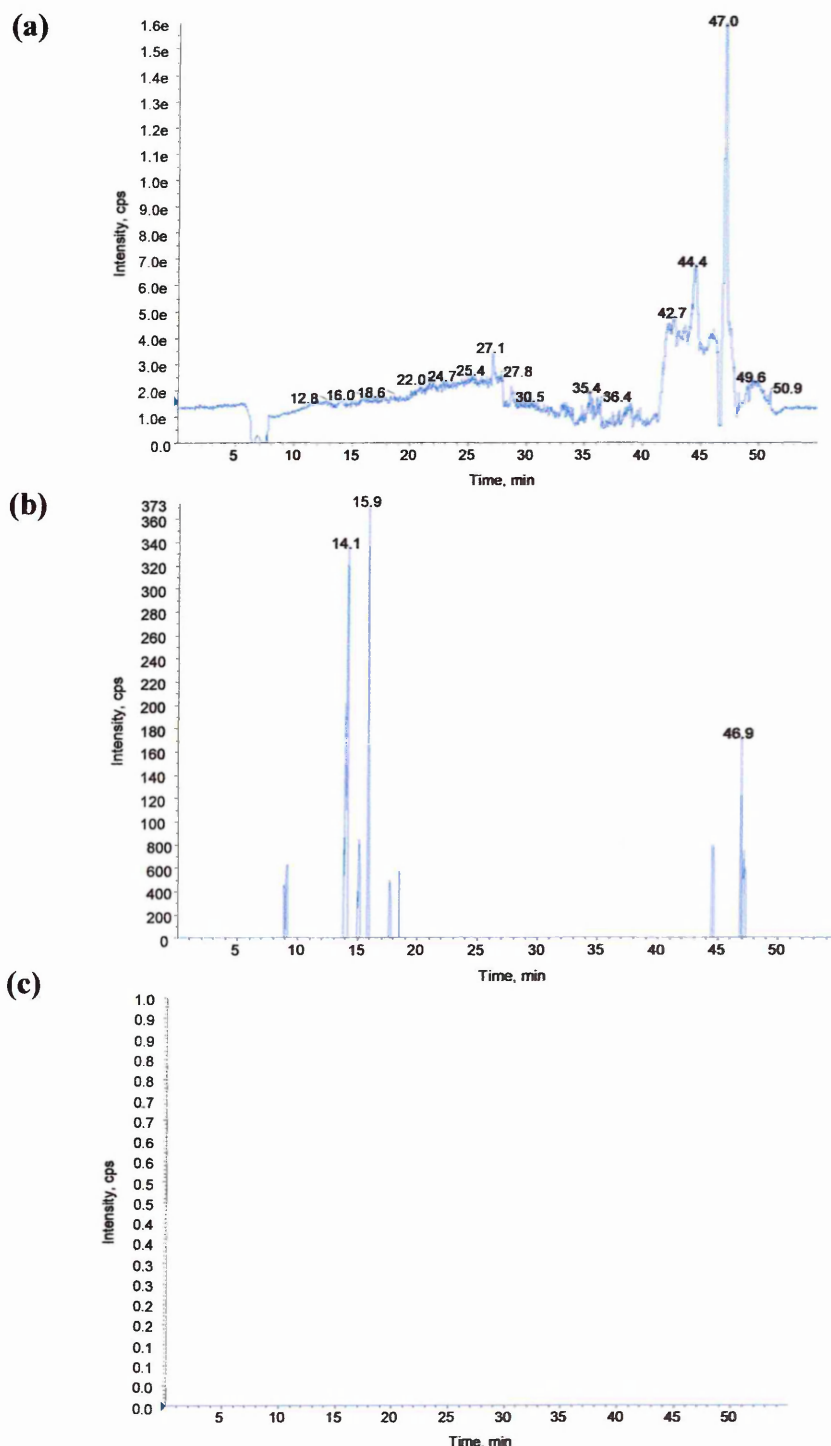 (a)
1.6e
1.5e
1.3e
1.2e
1.1e
1.0e
9.0e
8.0e
7.0e
6.0e
5.0e
4.0e
3.0e
2.0e
1.0e
0.0
Intensity, cps
47.0
44.4
42.7
27.1
27.8
22.0 24.7 25.4
12.8 16.0 18.6
30.5
35.4
36.4
49.6
50.9
5 10 15 20 25 30 35 40 45 50
Time, min
(b)
373
360
340
320
300
280
260
240
220
200
180
160
140
120
100
800
600
400
200
0
Intensity, cps
15.9
14.1
46.9
5 10 15 20 25 30 35 40 45 50
Time, min
(c)
1.0
0.9
0.9
0.8
0.8
0.7
0.7
0.6
0.6
0.5
0.5
0.4
0.4
0.3
0.3
0.2
0.2
0.1
0.1
0.0
0.0
Intensity, cps
5 10 15 20 25 30 35 40 45 50
Time, min